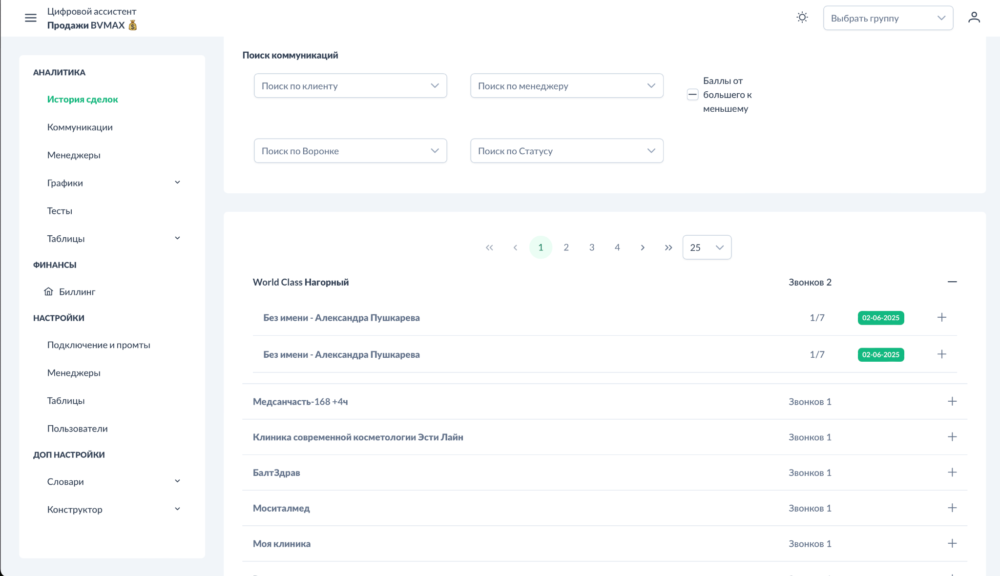 Цифровой ассистент
Продажи BVMAX
Выбрать группу
АНАЛИТИКА
История сделок
Коммуникации
Менеджеры
Графики
Тесты
Таблицы
ФИНАНСЫ
Биллинг
НАСТРОЙКИ
Подключение и промты
Менеджеры
Таблицы
Пользователи
ДОП НАСТРОЙКИ
Словари
Конструктор
Поиск коммуникаций
Поиск по клиенту
Поиск по менеджеру
Баллы от
большего к
меньшему
Поиск по Воронке
Поиск по Статусу
1 2 3 4 25
World Class Нагорный Звонков 2
Без имени - Александра Пушкарева 1/7 02-06-2025
Без имени - Александра Пушкарева 1/7 02-06-2025
Медсанчасть-168 +4ч Звонков 1
Клиника современной косметологии Эсти Лайн Звонков 1
БалтЗдрав Звонков 1
Моситалмед Звонков 1
Моя клиника Звонков 1